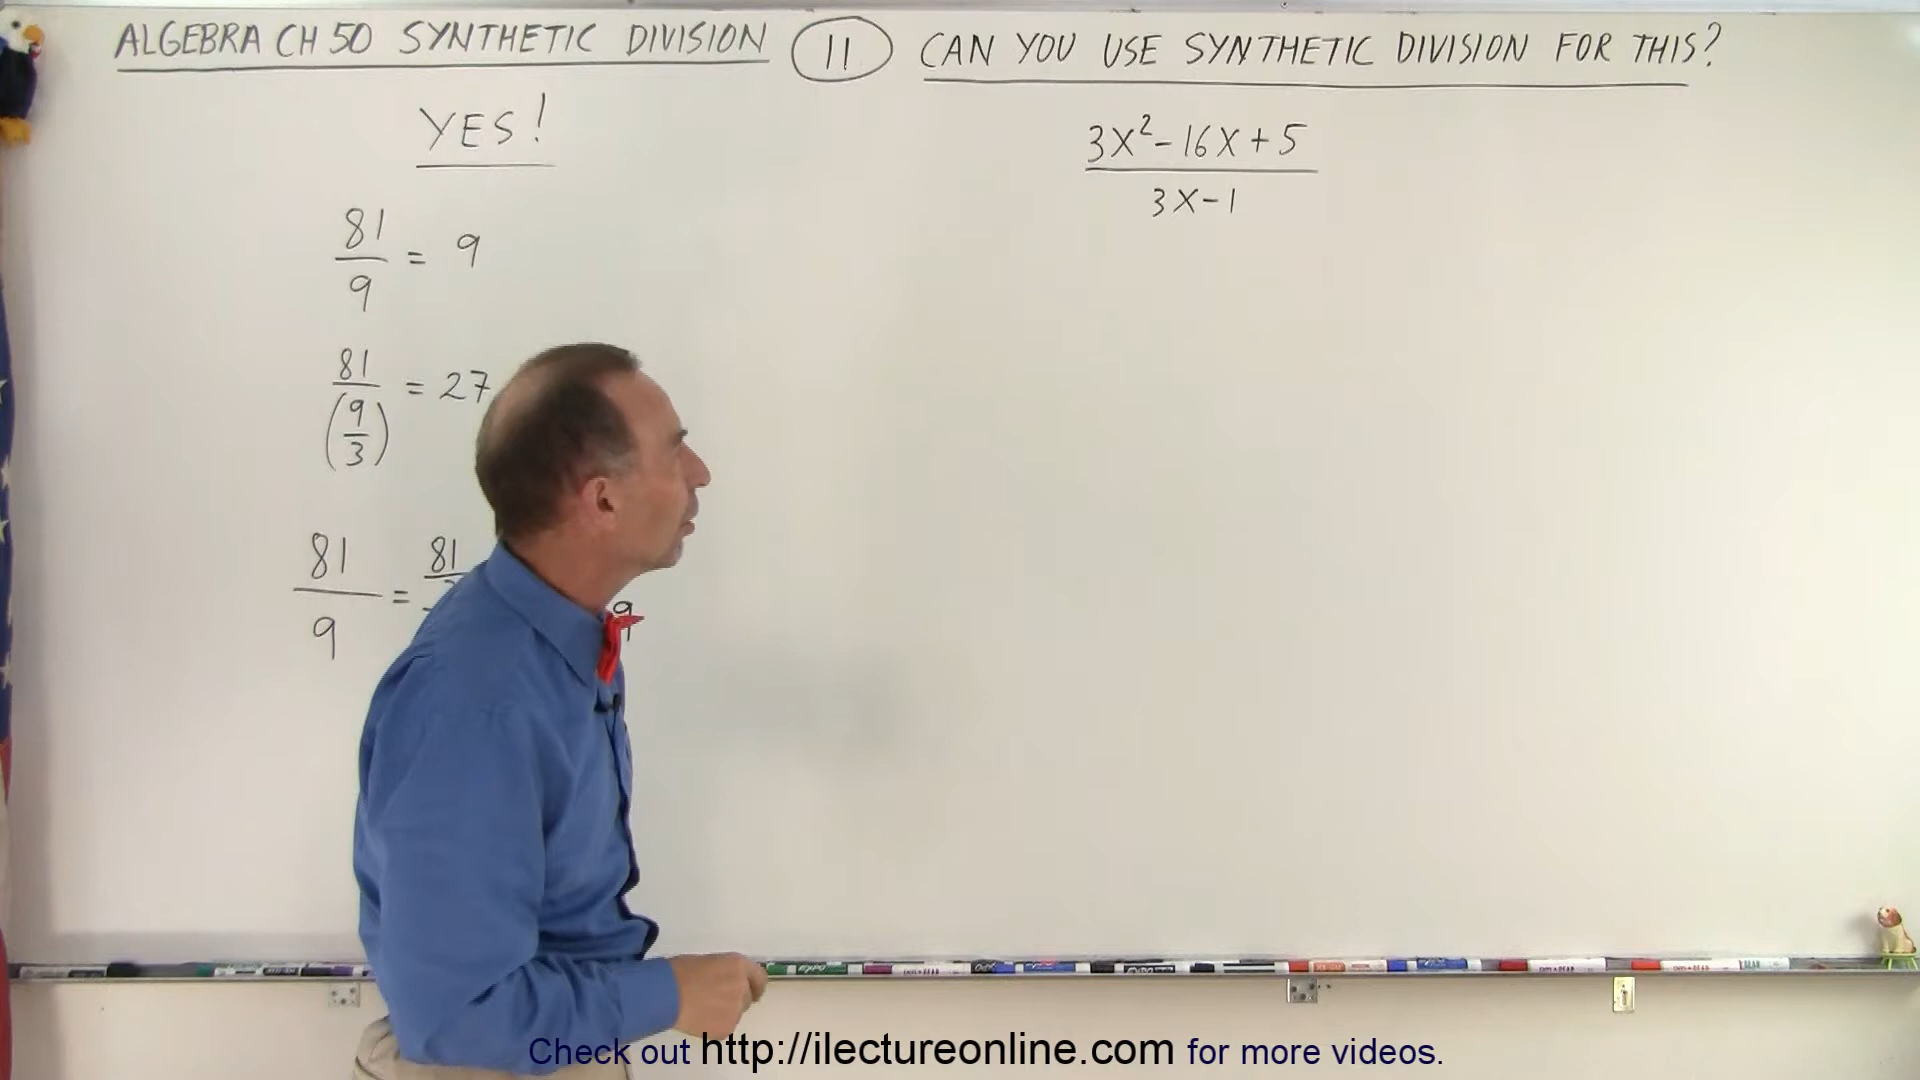 ALGEBRA CH 50 SYNTHETIC DIVISION 11 CAN YOU USE SYNTHETIC DIVISION FOR THIS?
YES!
81/9 = 9
81/(9/3) = 27
81/9 = 81/
9
3X² - 16X + 5
3X - 1
Check out http://ilectureonline.com for more videos.